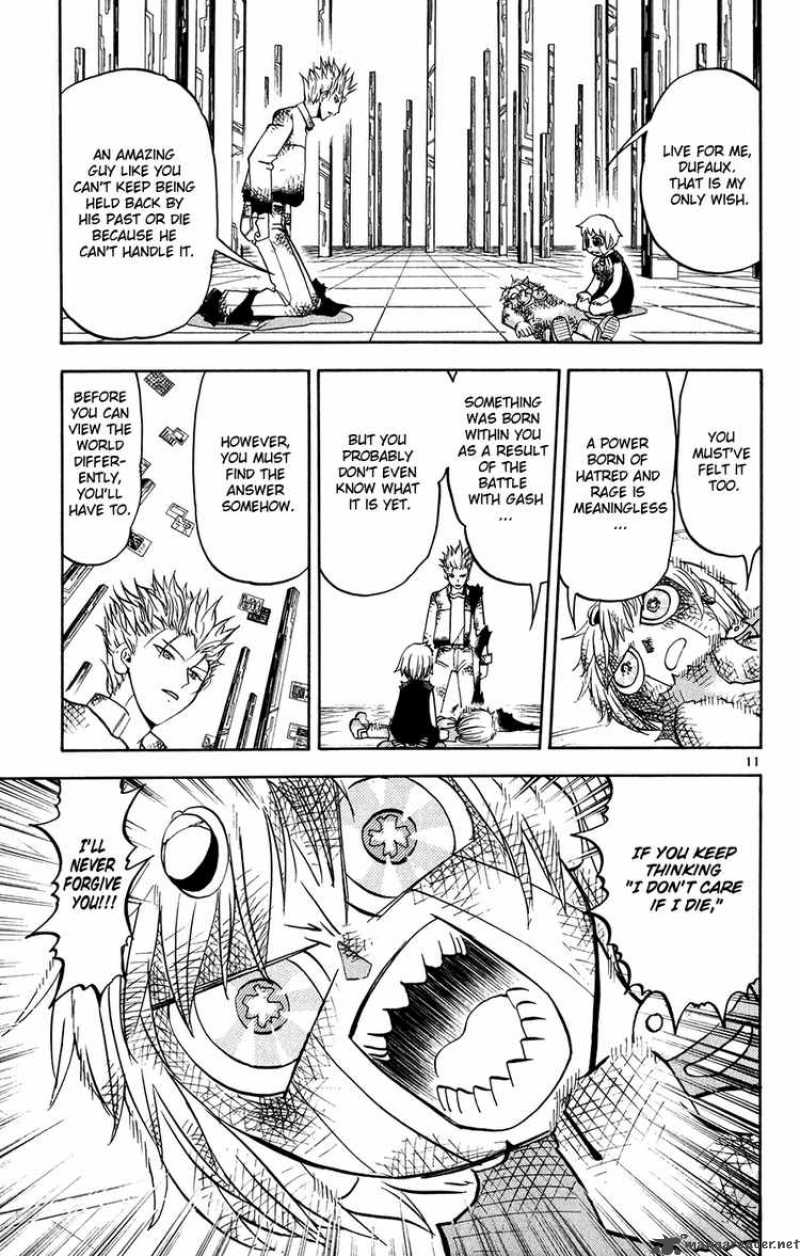 LIVE FOR ME,
DUFAUX.
THAT IS MY
ONLY WISH.
AN AMAZING
GUY LIKE YOU
CAN'T KEEP BEING
HELD BACK BY
HIS PAST OR DIE
BECAUSE HE
CAN'T HANDLE IT.
YOU
MUST'VE
FELT IT
TOO.
A POWER
BORN OF
HATRED AND
RAGE IS
MEANINGLESS
...
SOMETHING
WAS BORN
WITHIN YOU
AS A RESULT
OF THE
BATTLE
WITH GASH
...
BUT YOU
PROBABLY
DON'T EVEN
KNOW WHAT
IT IS YET.
HOWEVER,
YOU MUST
FIND THE
ANSWER
SOMEHOW.
BEFORE
YOU CAN
VIEW THE
WORLD
DIFFER-
ENTLY,
YOU'LL
HAVE TO.
11
IF YOU KEEP
THINKING
"I DON'T CARE
IF I DIE,"
I'LL
NEVER
FORGIVE
YOU!!!
mangareader.net